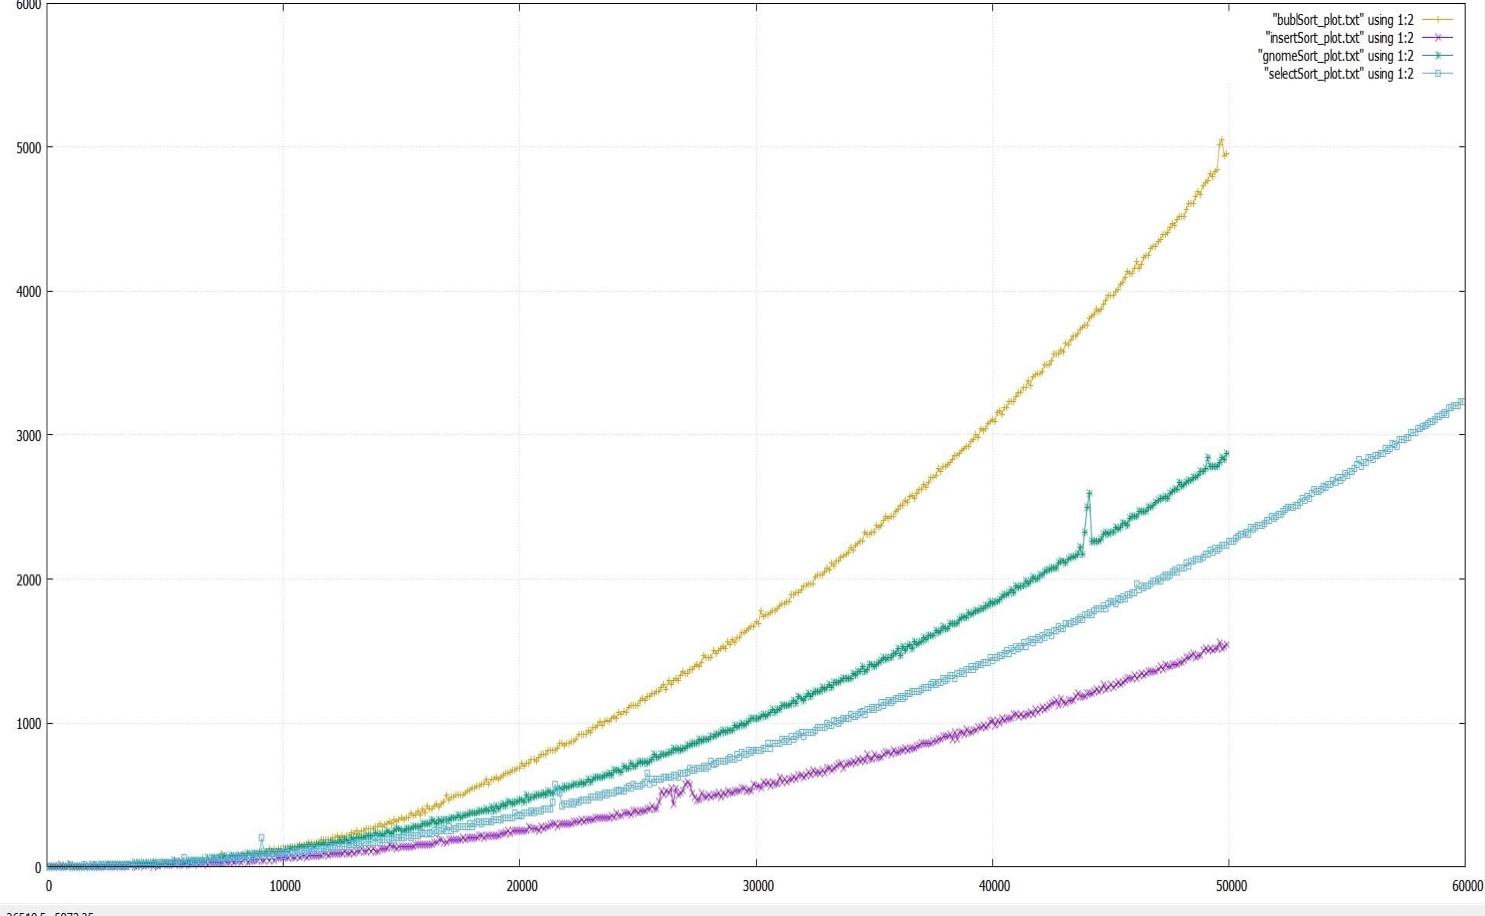 6000
"bublSort_plot.txt" using 1:2
"insertSort_plot.txt" using 1:2
"gnomeSort_plot.txt" using 1:2
"selectSort_plot.txt" using 1:2
5000
4000
3000
2000
1000
0
0 10000 20000 30000 40000 50000 60000